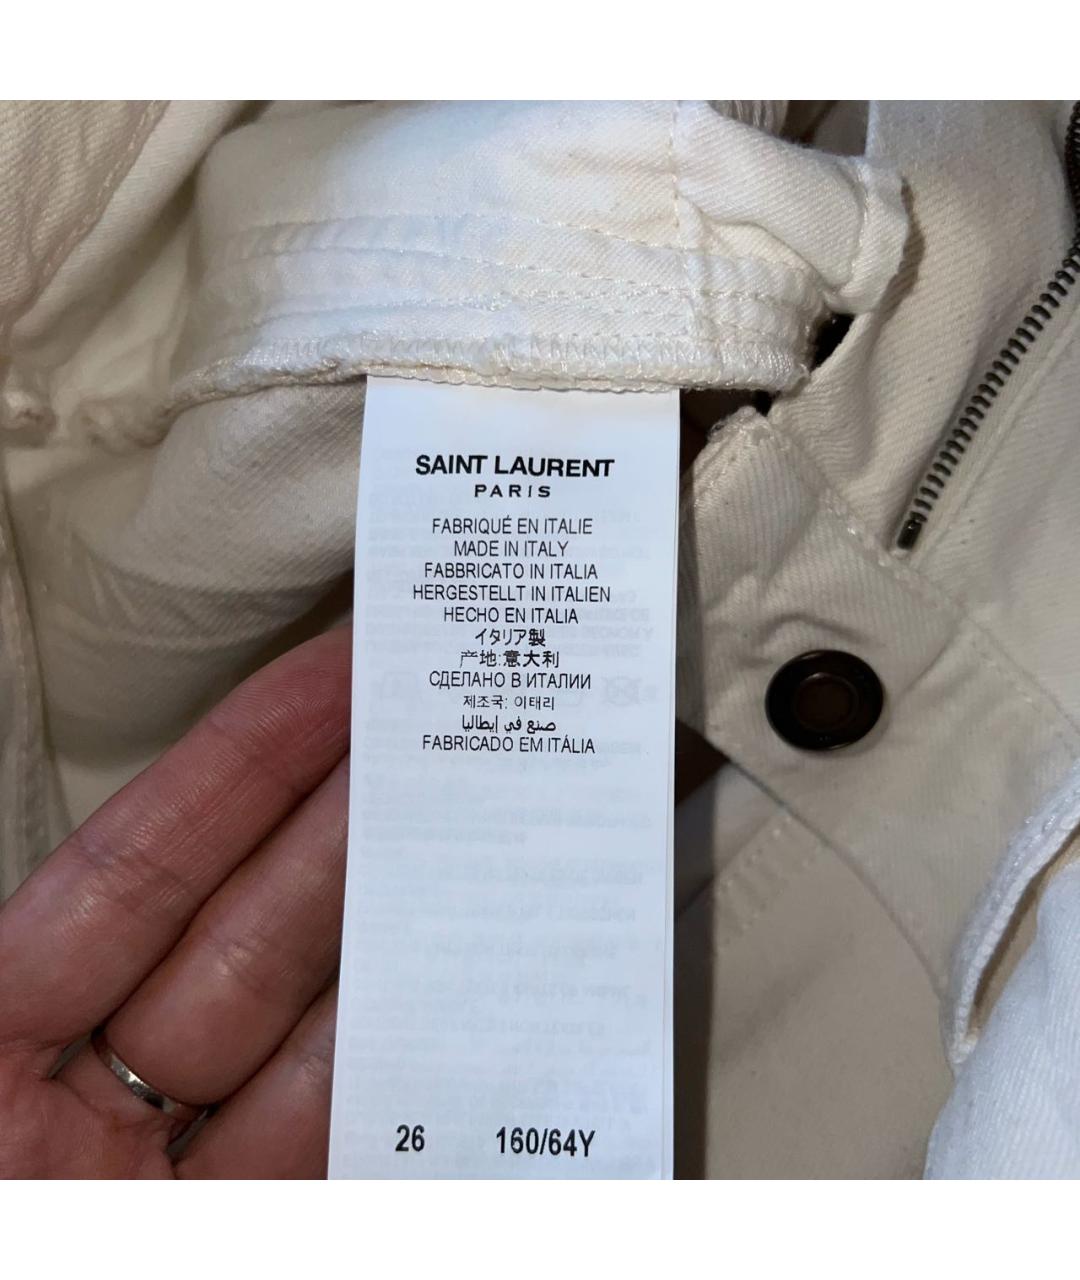 SAINT LAURENT
PARIS
FABRIQUÉ EN ITALIE
MADE IN ITALY
FABBRICATO IN ITALIA
HERGESTELLT IN ITALIEN
HECHO EN ITALIA
イタリア製
产地:意大利
СДЕЛАНО В ИТАЛИИ
제조국: 이태리
صنع في إيطاليا
FABRICADO EM ITÁLIA
26 160/64Y